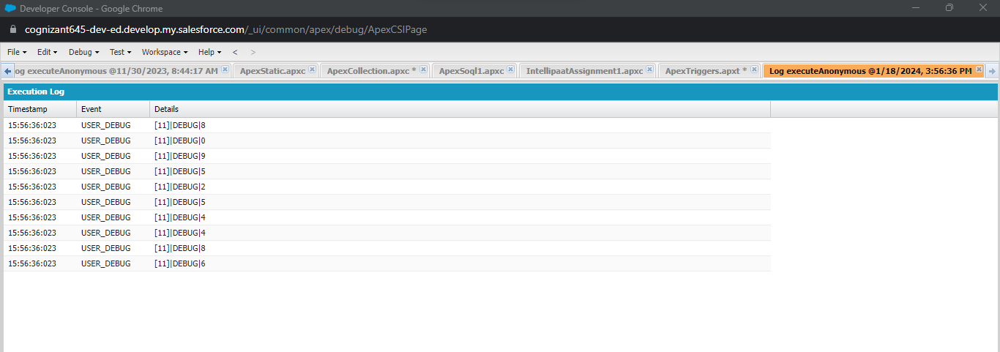 Developer Console - Google Chrome
cognizant645-dev-ed.develop.my.salesforce.com/_ui/common/apex/debug/ApexCSIPage
File Edit Debug Test Workspace Help < >
og executeAnonymous @11/30/2023, 8:44:17 AM ApexStatic.apxc ApexCollection.apxc * ApexSoql1.apxc IntellipaatAssignment1.apxc ApexTriggers.apxt * Log executeAnonymous @1/18/2024, 3:56:36 PM
Execution Log
Timestamp Event Details
15:56:36:023 USER_DEBUG [11]|DEBUG|8
15:56:36:023 USER_DEBUG [11]|DEBUG|0
15:56:36:023 USER_DEBUG [11]|DEBUG|9
15:56:36:023 USER_DEBUG [11]|DEBUG|5
15:56:36:023 USER_DEBUG [11]|DEBUG|2
15:56:36:023 USER_DEBUG [11]|DEBUG|5
15:56:36:023 USER_DEBUG [11]|DEBUG|4
15:56:36:023 USER_DEBUG [11]|DEBUG|4
15:56:36:023 USER_DEBUG [11]|DEBUG|8
15:56:36:023 USER_DEBUG [11]|DEBUG|6